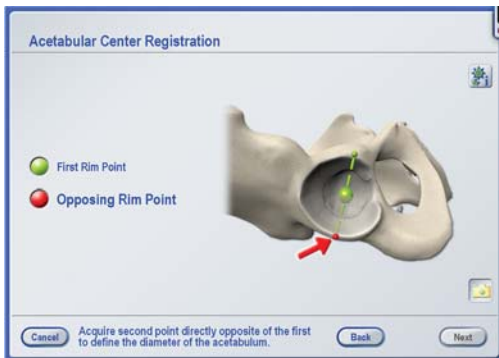 Acetabular Center Registration
First Rim Point
Opposing Rim Point
Cancel
Acquire second point directly opposite of the first
to define the diameter of the acetabulum.
Back
Next